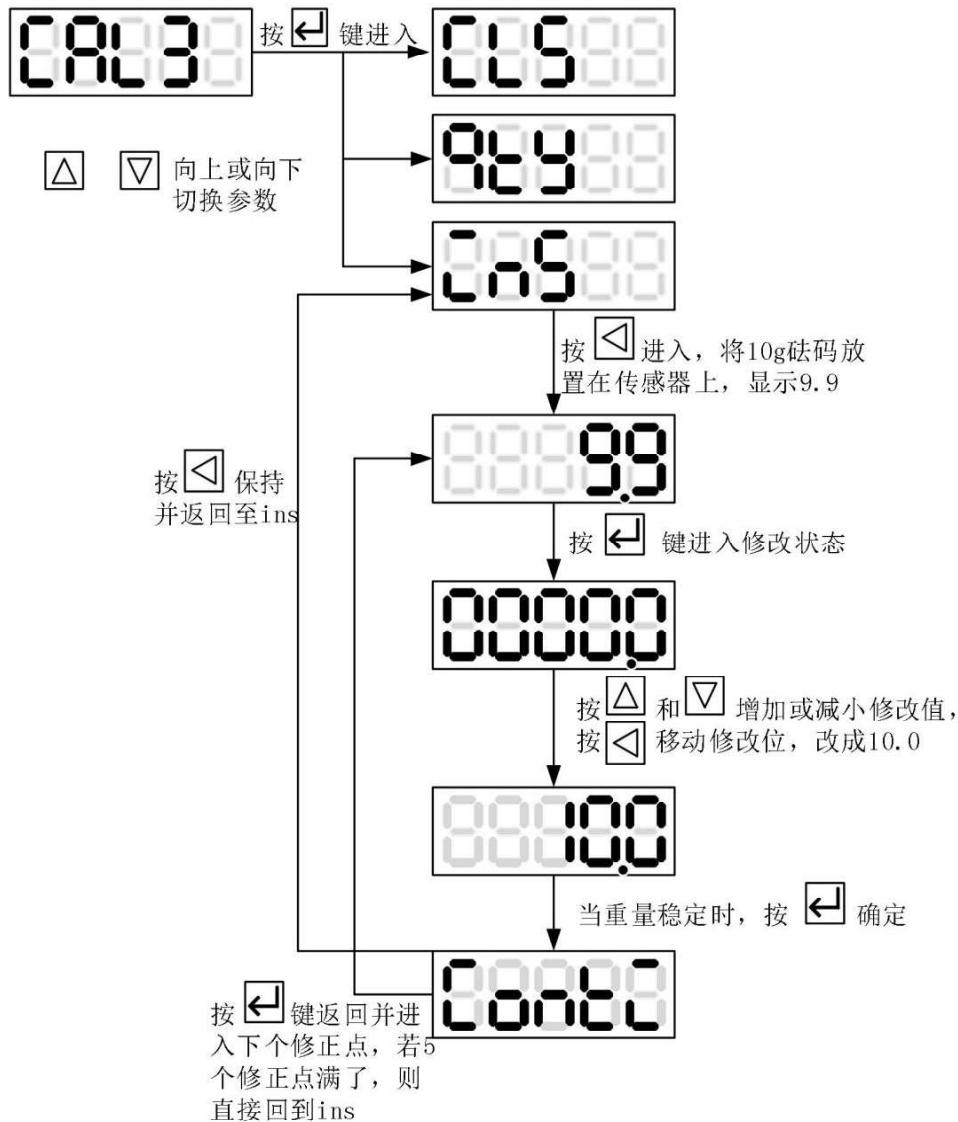 CAL3
按 键进入
CLS
qty
向上或向下
切换参数
inS
按 进入，将10g砝码放
置在传感器上，显示9.9
9.9
按 保持
并返回至ins
按 键进入修改状态
0000.0
按 和 增加或减小修改值，
按 移动修改位，改成10.0
10.0
当重量稳定时，按 确定
Conti
按 键返回并进
入下个修正点，若5
个修正点满了，则
直接回到ins